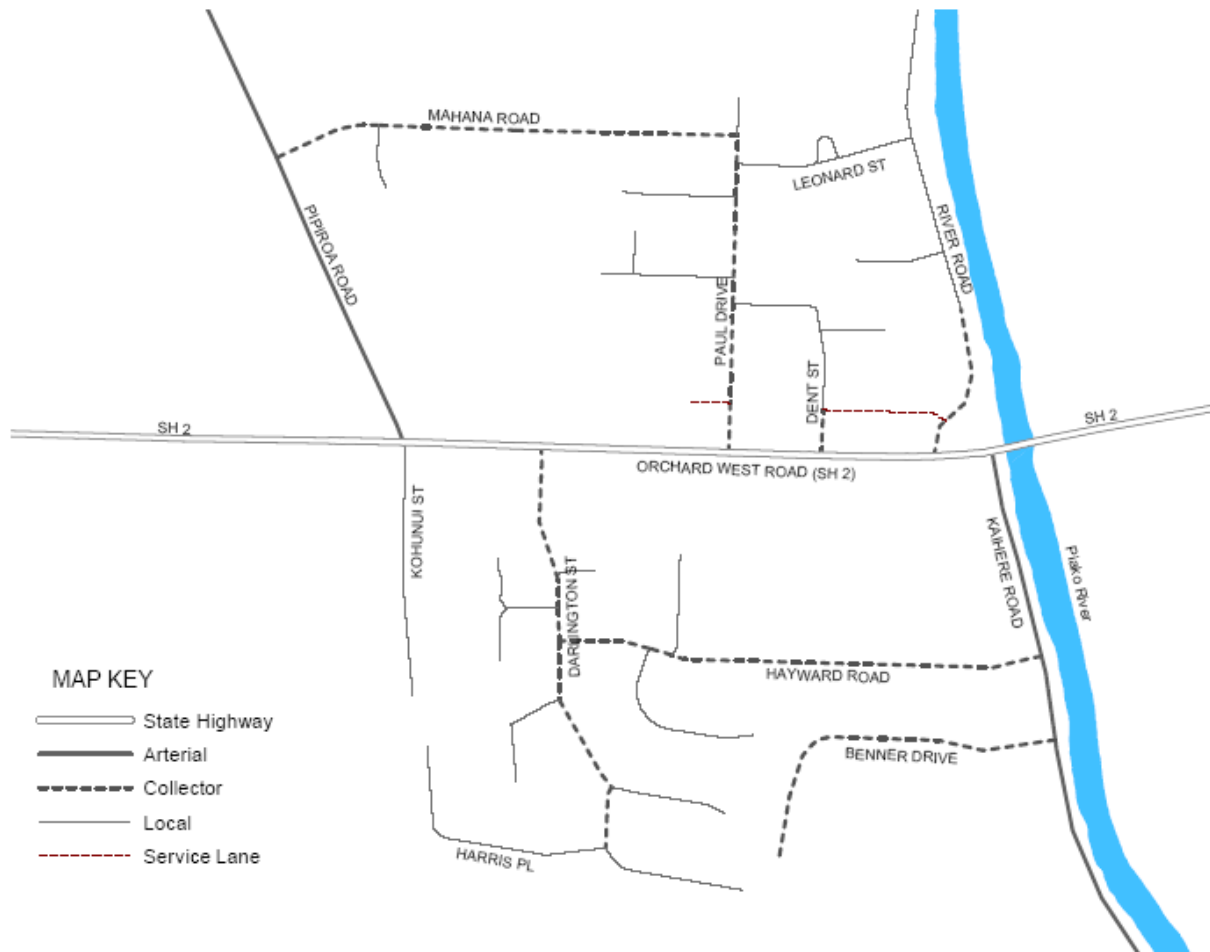 MAHANA ROAD
LEONARD ST
PIPIROA ROAD
RIVER ROAD
PAUL DRIVE
DENT ST
SH 2
SH 2
ORCHARD WEST ROAD (SH 2)
KOHUNUI ST
DARLINGTON ST
KAIHERE ROAD
Piako River
HAYWARD ROAD
BENNER DRIVE
HARRIS PL
MAP KEY
State Highway
Arterial
Collector
Local
Service Lane